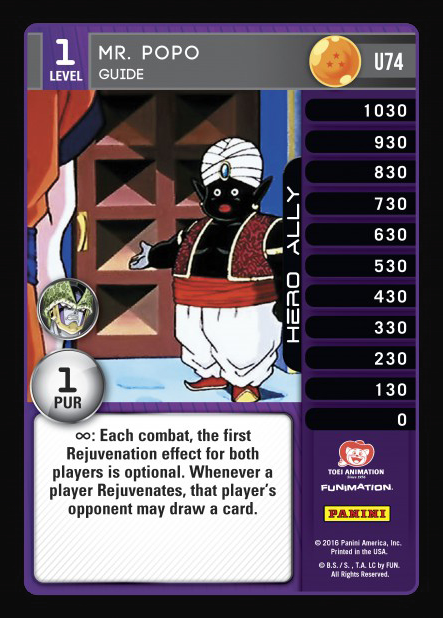 1
LEVEL
MR. POPO
GUIDE
U74
1030
930
830
730
630
530
430
330
230
130
0
HERO ALLY
1
PUR
∞: Each combat, the first
Rejuvenation effect for both
players is optional. Whenever a
player Rejuvenates, that player's
opponent may draw a card.
TOEI ANIMATION
Since 1956
FUNIMATION.
PANINI
© 2016 Panini America, Inc.
Printed in the USA.
© B.S./ S. , T.A. LC by FUN.
All Rights Reserved.